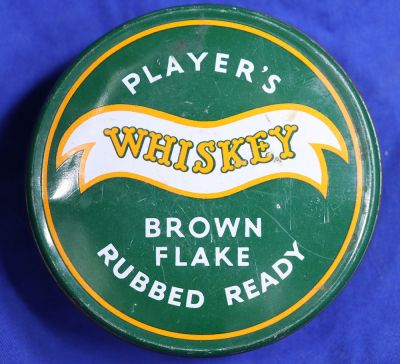 PLAYER'S
WHISKEY
BROWN
FLAKE
RUBBED READY